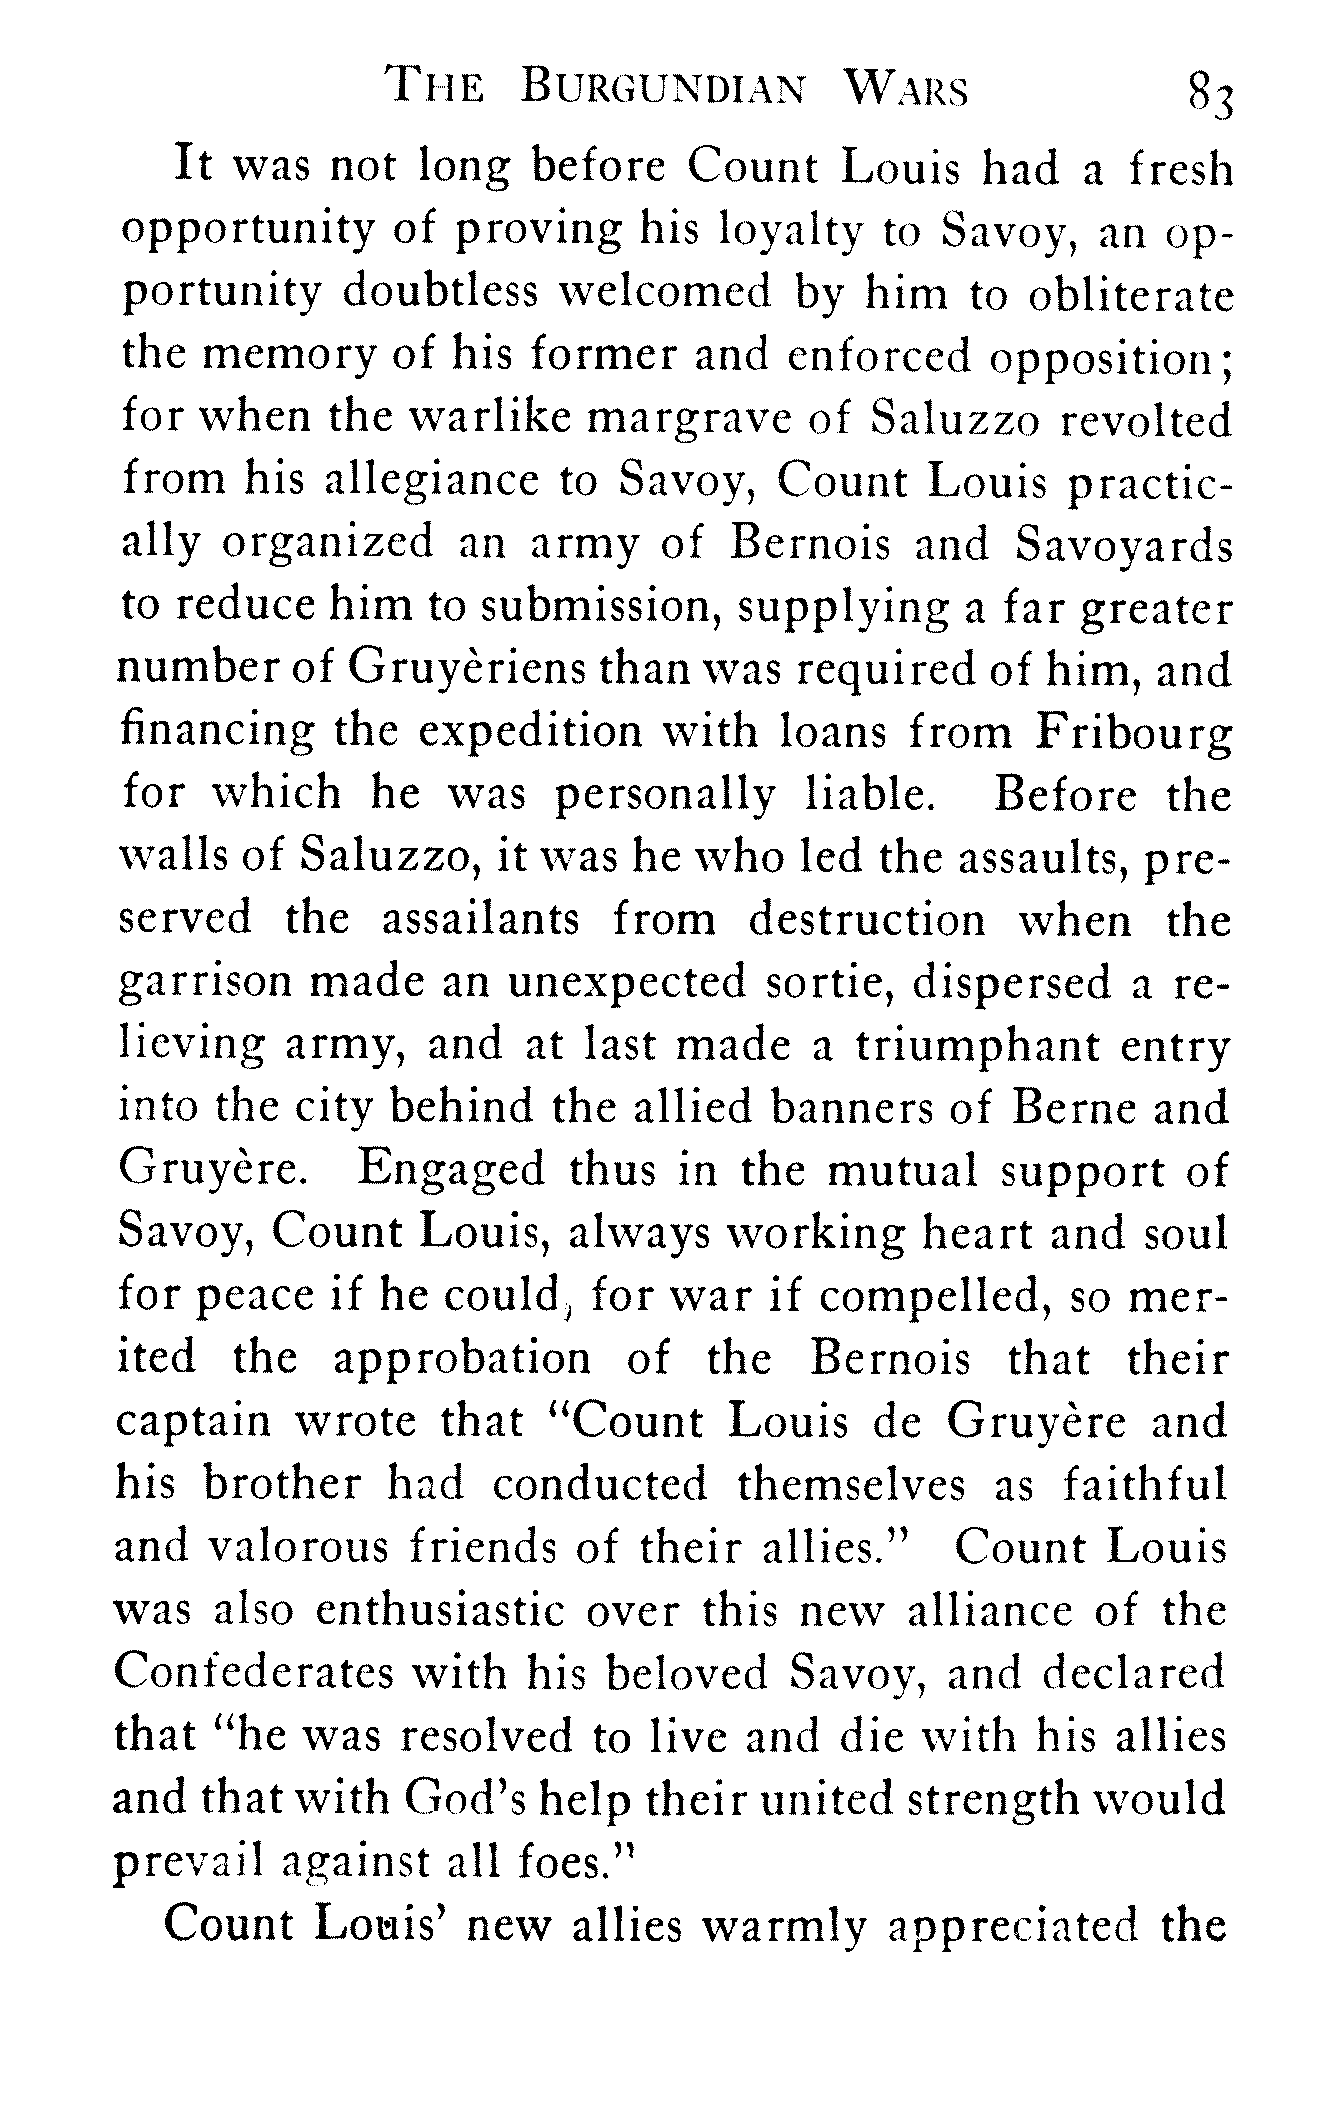 THE BURGUNDIAN WARS 83
It was not long before Count Louis had a fresh
opportunity of proving his loyalty to Savoy, an op-
portunity doubtless welcomed by him to obliterate
the memory of his former and enforced opposition;
for when the warlike margrave of Saluzzo revolted
from his allegiance to Savoy, Count Louis practic-
ally organized an army of Bernois and Savoyards
to reduce him to submission, supplying a far greater
number of Gruyèriens than was required of him, and
financing the expedition with loans from Fribourg
for which he was personally liable. Before the
walls of Saluzzo, it was he who led the assaults, pre-
served the assailants from destruction when the
garrison made an unexpected sortie, dispersed a re-
lieving army, and at last made a triumphant entry
into the city behind the allied banners of Berne and
Gruyère. Engaged thus in the mutual support of
Savoy, Count Louis, always working heart and soul
for peace if he could, for war if compelled, so mer-
ited the approbation of the Bernois that their
captain wrote that "Count Louis de Gruyère and
his brother had conducted themselves as faithful
and valorous friends of their allies." Count Louis
was also enthusiastic over this new alliance of the
Confederates with his beloved Savoy, and declared
that "he was resolved to live and die with his allies
and that with God's help their united strength would
prevail against all foes."
Count Louis' new allies warmly appreciated the